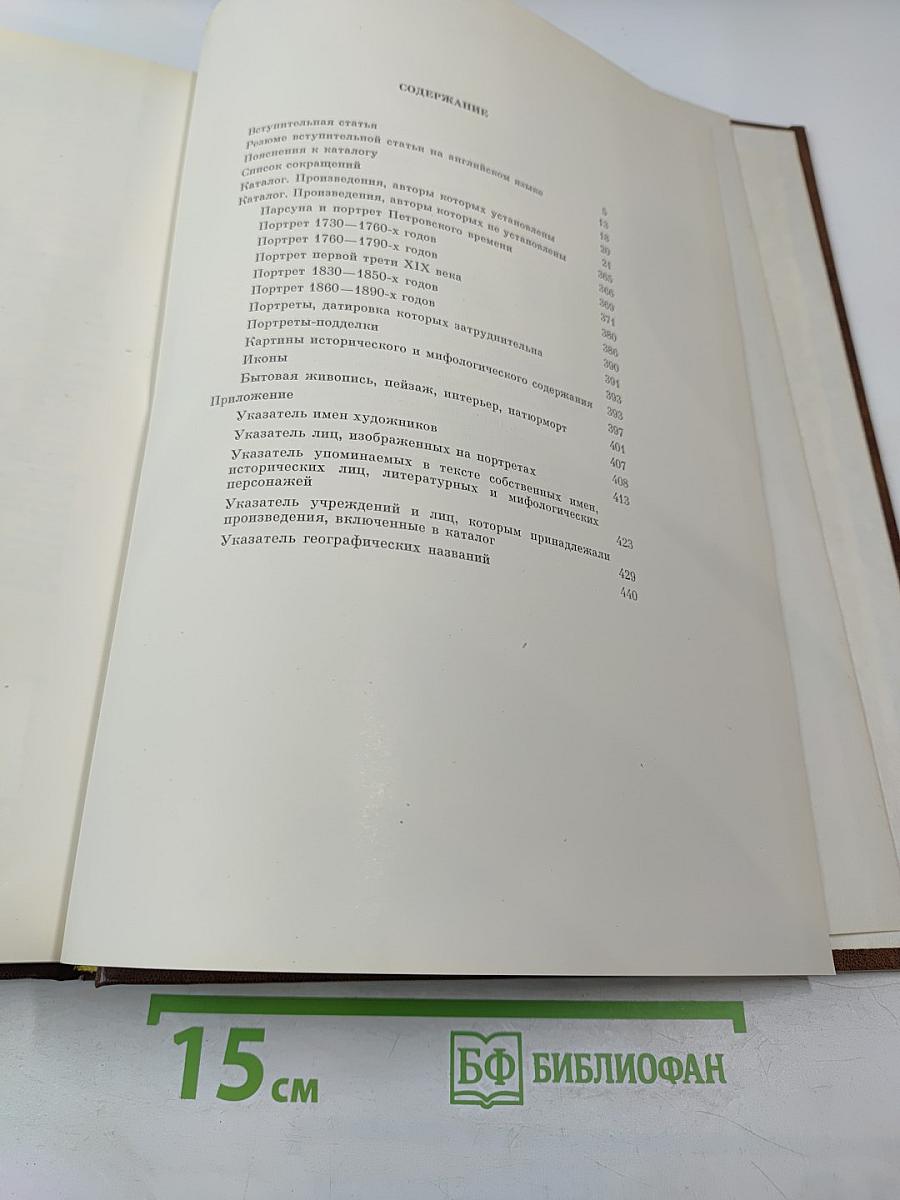 СОДЕРЖАНИЕ
Вступительная статья 5
Резюме вступительной статьи на английском языке 13
Пояснения к каталогу 18
Список сокращений 20
Каталог. Произведения, авторы которых установлены 21
Каталог. Произведения, авторы которых не установлены 365
Парсуна и портрет Петровского времени 366
Портрет 1730—1760-х годов 369
Портрет 1760—1790-х годов 371
Портрет первой трети XIX века 380
Портрет 1830—1850-х годов 386
Портрет 1860—1890-х годов 390
Портреты, датировка которых затруднительна 391
Портреты-подделки 393
Картины исторического и мифологического содержания 393
Иконы 397
Бытовая живопись, пейзаж, интерьер, натюрморт 401
Приложение 407
Указатель имен художников 408
Указатель лиц, изображенных на портретах 413
Указатель упоминаемых в тексте собственных имен,
исторических лиц, литературных и мифологических
персонажей 423
Указатель учреждений и лиц, которым принадлежали
произведения, включенные в каталог 429
Указатель географических названий 440
15 см
БФ БИБЛИОФАН